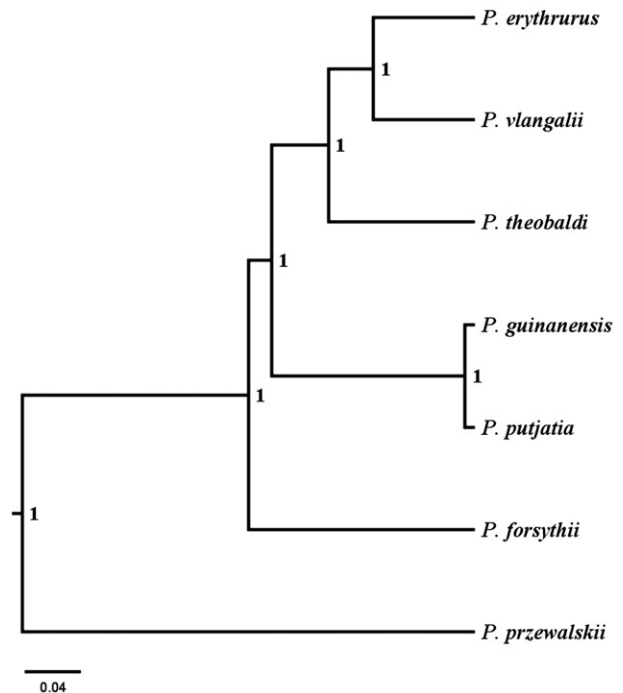 P. erythrurus
1
P. vlangalii
1
P. theobaldi
1
P. guinanensis
1
P. putjatia
1
P. forsythii
1
P. przewalskii
0.04